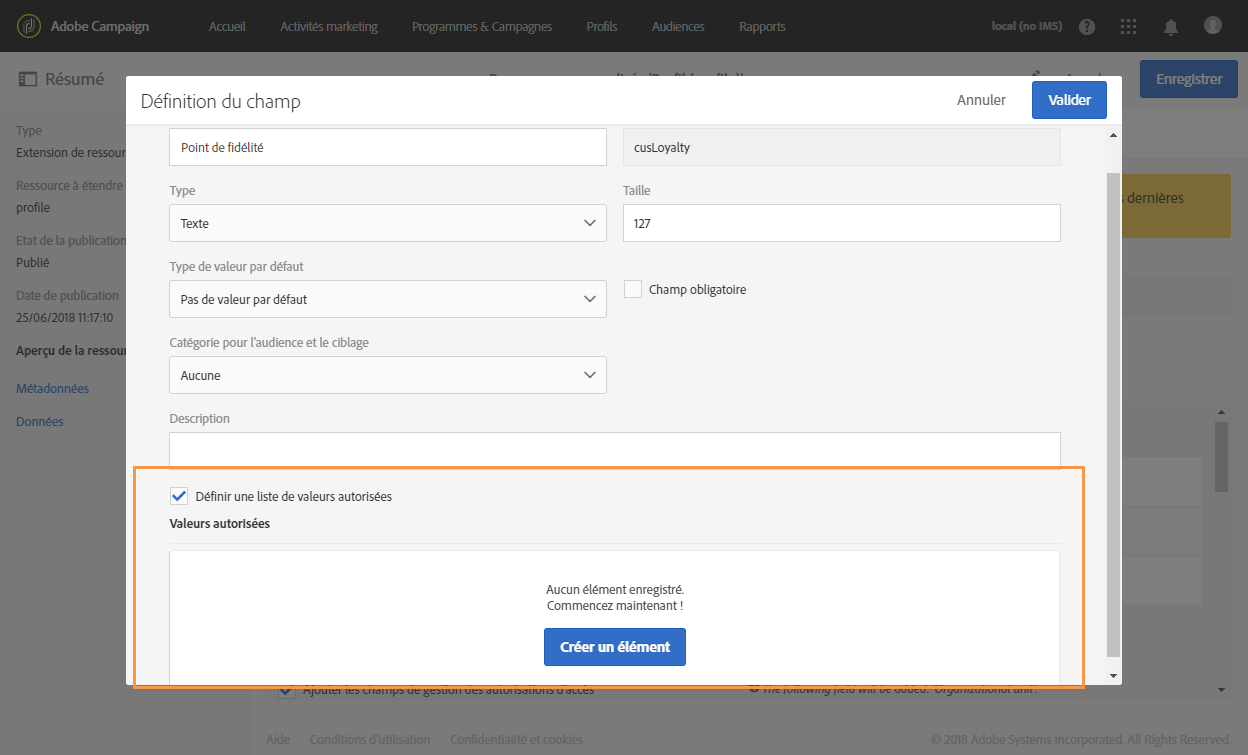 Adobe Campaign
Accueil
Activités marketing
Programmes & Campagnes
Profils
Audiences
Rapports
local (no IMS)
Résumé
Enregistrer
Définition du champ
Annuler
Valider
Type
Extension de ressour
Ressource à étendre
profile
Etat de la publication
Publié
Date de publication
25/06/2018 11:17:10
Aperçu de la ressour
Métadonnées
Données
dernières
Point de fidélité
cusLoyalty
Type
Taille
Texte
127
Type de valeur par défaut
Pas de valeur par défaut
Champ obligatoire
Catégorie pour l'audience et le ciblage
Aucune
Description
Définir une liste de valeurs autorisées
Valeurs autorisées
Aucun élément enregistré.
Commencez maintenant !
Créer un élément
Ajouter les champs de gestion des autorisations d'accès
The following field will be added: 'Organizational unit'.
Aide
Conditions d'utilisation
Confidentialité et cookies
© 2018 Adobe Systems Incorporated. All Rights Reserved.